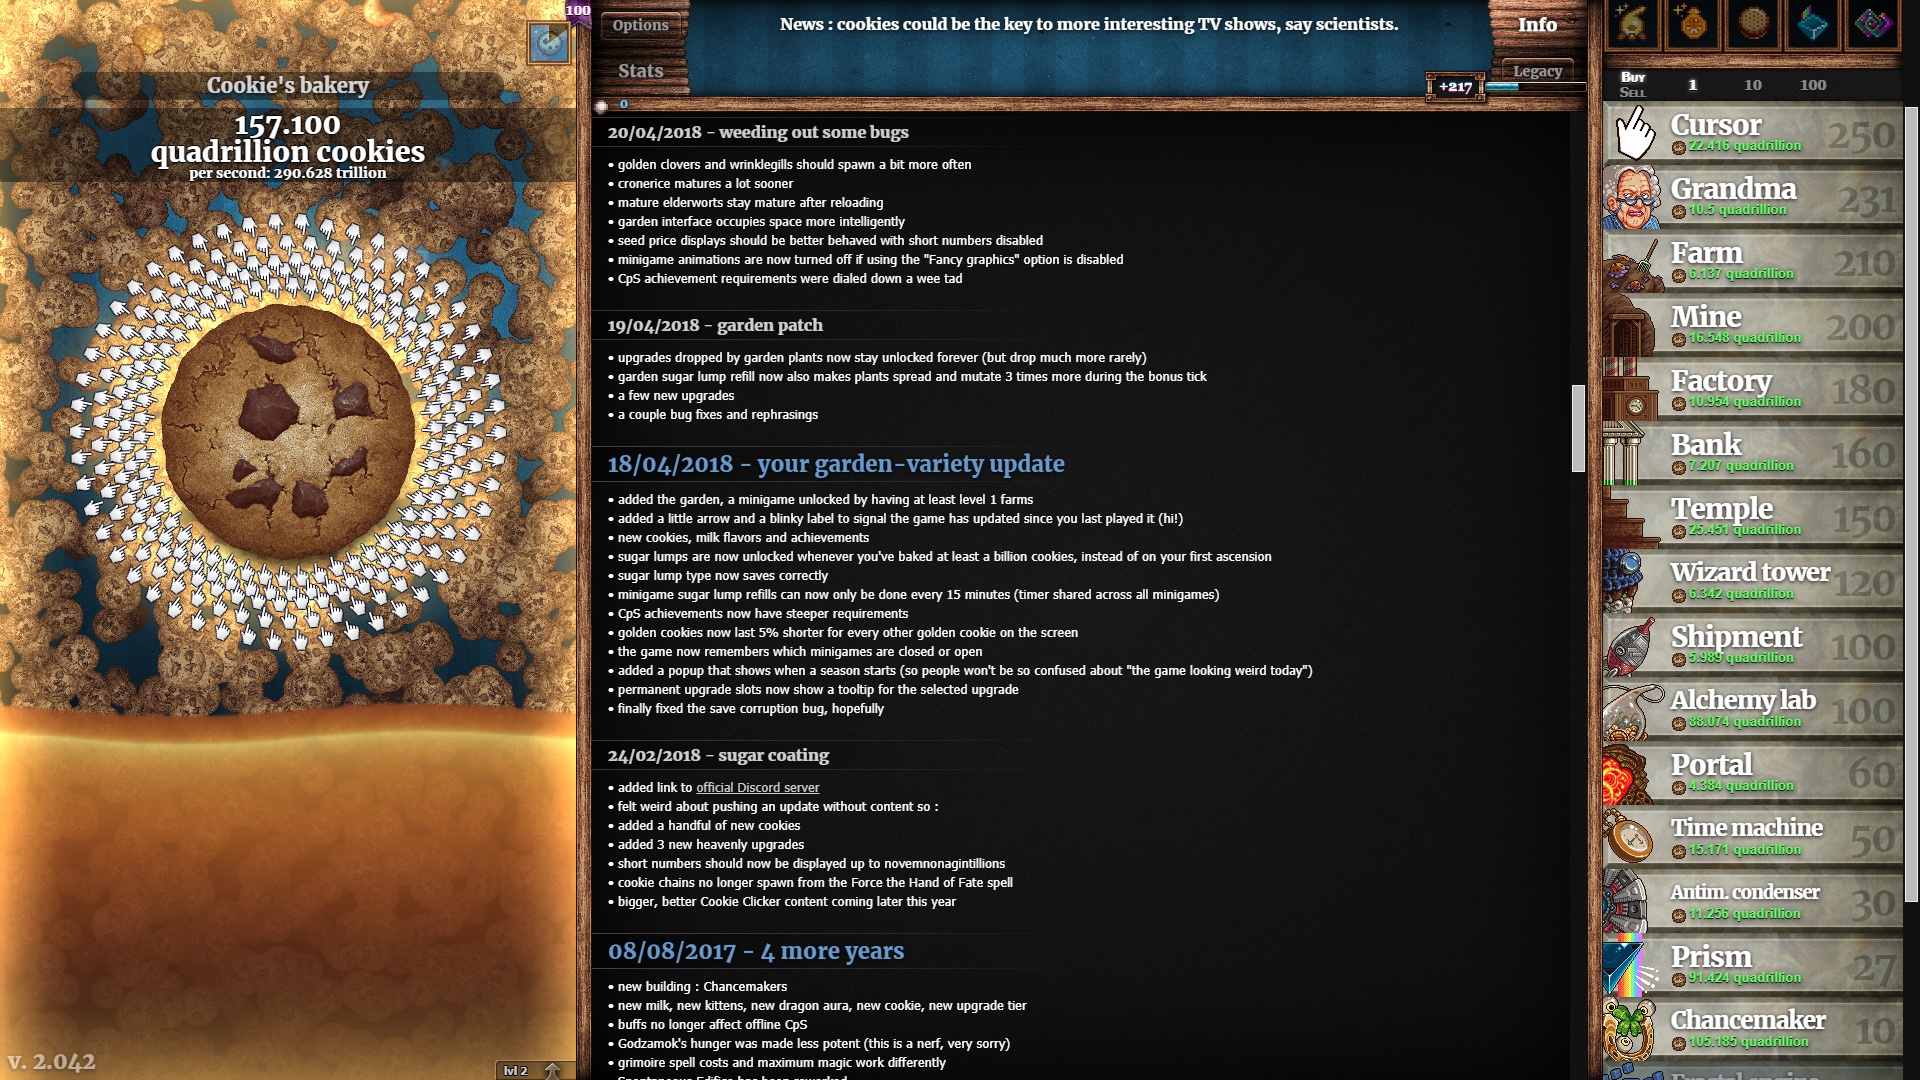 100
Cookie's bakery
157.100
quadrillion cookies
per second: 290.628 trillion
v. 2.042
lvl 2
Options
Stats
News : cookies could be the key to more interesting TV shows, say scientists.
Info
Legacy
+217
0
20/04/2018 - weeding out some bugs
• golden clovers and wrinklegills should spawn a bit more often
• cronerice matures a lot sooner
• mature elderworts stay mature after reloading
• garden interface occupies space more intelligently
• seed price displays should be better behaved with short numbers disabled
• minigame animations are now turned off if using the "Fancy graphics" option is disabled
• CpS achievement requirements were dialed down a wee tad
19/04/2018 - garden patch
• upgrades dropped by garden plants now stay unlocked forever (but drop much more rarely)
• garden sugar lump refill now also makes plants spread and mutate 3 times more during the bonus tick
• a few new upgrades
• a couple bug fixes and rephrasings
18/04/2018 - your garden-variety update
• added the garden, a minigame unlocked by having at least level 1 farms
• added a little arrow and a blinky label to signal the game has updated since you last played it (hi!)
• new cookies, milk flavors and achievements
• sugar lumps are now unlocked whenever you've baked at least a billion cookies, instead of on your first ascension
• sugar lump type now saves correctly
• minigame sugar lump refills can now only be done every 15 minutes (timer shared across all minigames)
• CpS achievements now have steeper requirements
• golden cookies now last 5% shorter for every other golden cookie on the screen
• the game now remembers which minigames are closed or open
• added a popup that shows when a season starts (so people won't be so confused about "the game looking weird today")
• permanent upgrade slots now show a tooltip for the selected upgrade
• finally fixed the save corruption bug, hopefully
24/02/2018 - sugar coating
• added link to official Discord server
• felt weird about pushing an update without content so :
• added a handful of new cookies
• added 3 new heavenly upgrades
• short numbers should now be displayed up to novemnonagintillions
• cookie chains no longer spawn from the Force the Hand of Fate spell
• bigger, better Cookie Clicker content coming later this year
08/08/2017 - 4 more years
• new building : Chancemakers
• new milk, new kittens, new dragon aura, new cookie, new upgrade tier
• buffs no longer affect offline CpS
• Godzamok's hunger was made less potent (this is a nerf, very sorry)
• grimoire spell costs and maximum magic work differently
Buy
Sell
1 10 100
Cursor 250
22.416 quadrillion
Grandma 231
10.5 quadrillion
Farm 210
6.137 quadrillion
Mine 200
16.548 quadrillion
Factory 180
10.954 quadrillion
Bank 160
7.207 quadrillion
Temple 150
25.451 quadrillion
Wizard tower 120
6.342 quadrillion
Shipment 100
5.989 quadrillion
Alchemy lab 100
88.074 quadrillion
Portal 60
4.384 quadrillion
Time machine 50
15.171 quadrillion
Antim. condenser 30
11.256 quadrillion
Prism 27
91.424 quadrillion
Chancemaker 10
105.185 quadrillion